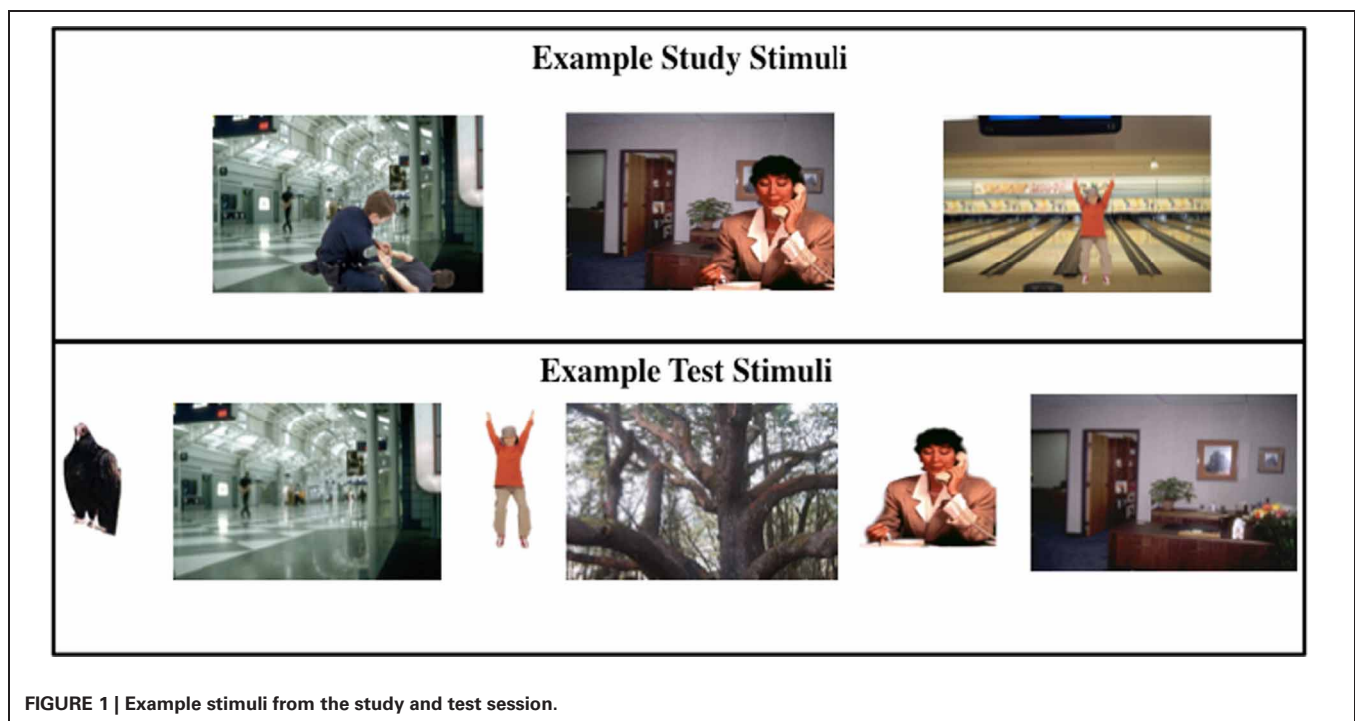 Example Study Stimuli
Example Test Stimuli
FIGURE 1 | Example stimuli from the study and test session.